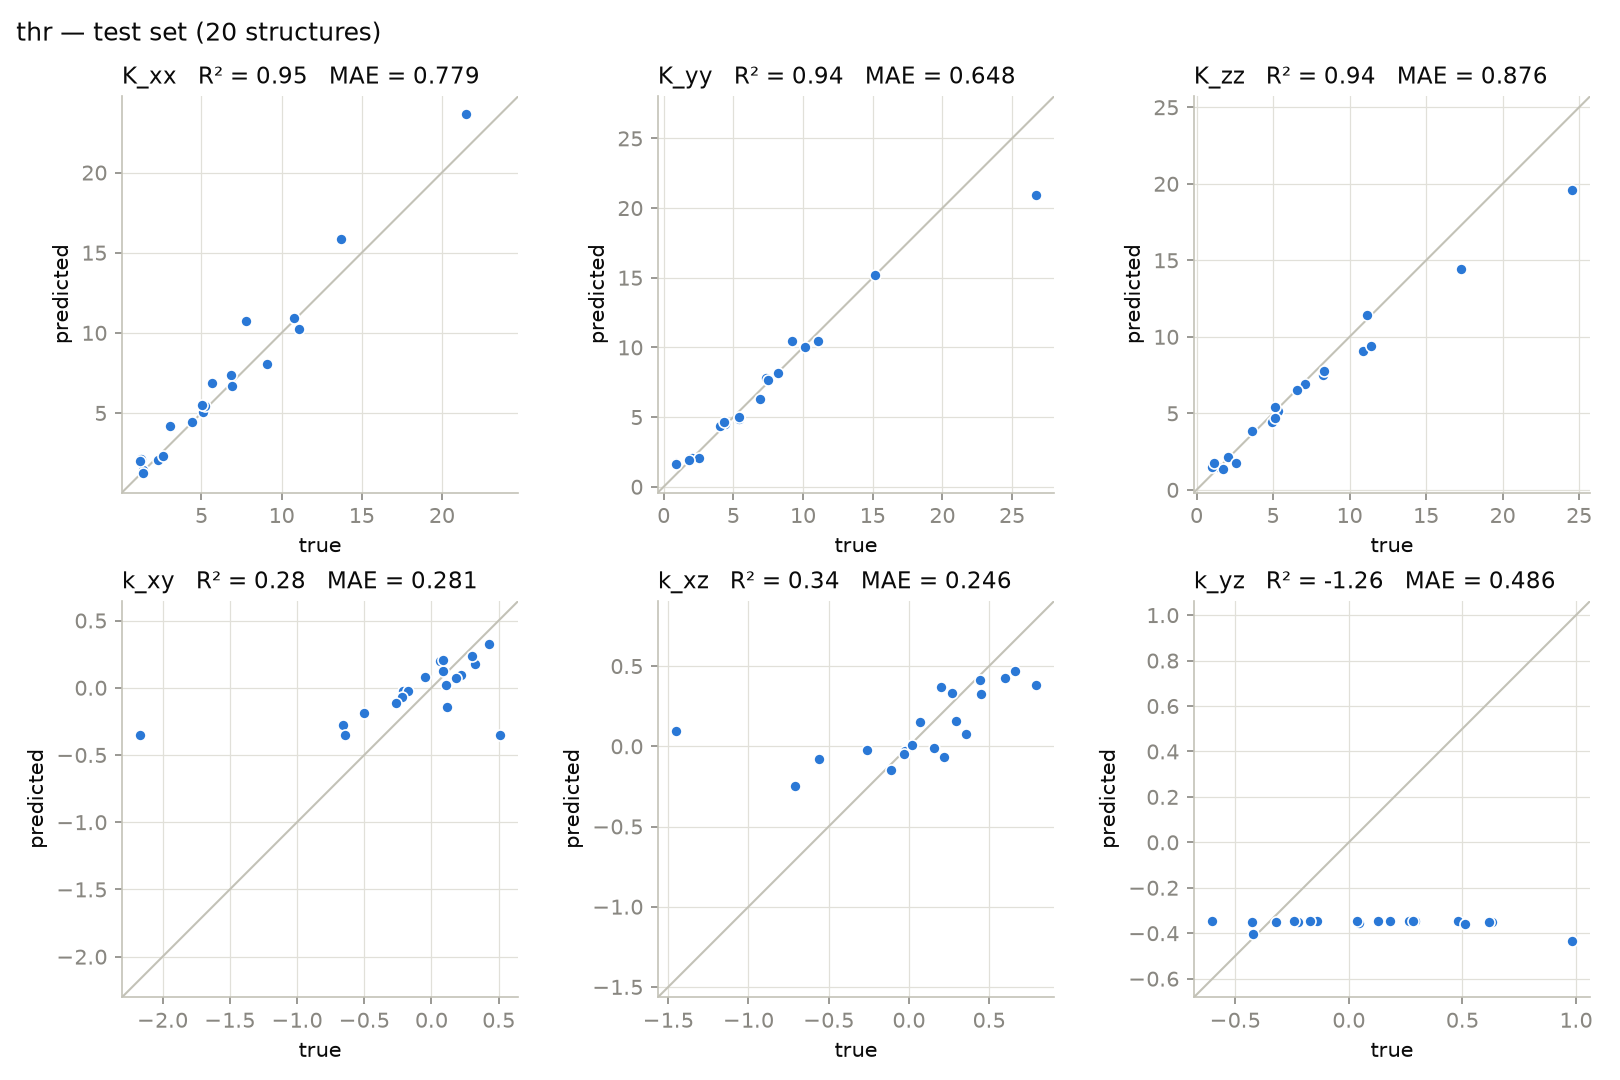 thr — test set (20 structures)
K_xx R² = 0.95 MAE = 0.779
K_yy R² = 0.94 MAE = 0.648
K_zz R² = 0.94 MAE = 0.876
20
15
10
5
predicted
5 10 15 20
true
25
20
15
10
5
0
predicted
0 5 10 15 20 25
true
25
20
15
10
5
0
predicted
0 5 10 15 20 25
true
k_xy R² = 0.28 MAE = 0.281
k_xz R² = 0.34 MAE = 0.246
k_yz R² = -1.26 MAE = 0.486
0.5
0.0
−0.5
−1.0
−1.5
−2.0
predicted
−2.0 −1.5 −1.0 −0.5 0.0 0.5
true
0.5
0.0
−0.5
−1.0
−1.5
predicted
−1.5 −1.0 −0.5 0.0 0.5
true
1.0
0.8
0.6
0.4
0.2
0.0
−0.2
−0.4
−0.6
predicted
−0.5 0.0 0.5 1.0
true